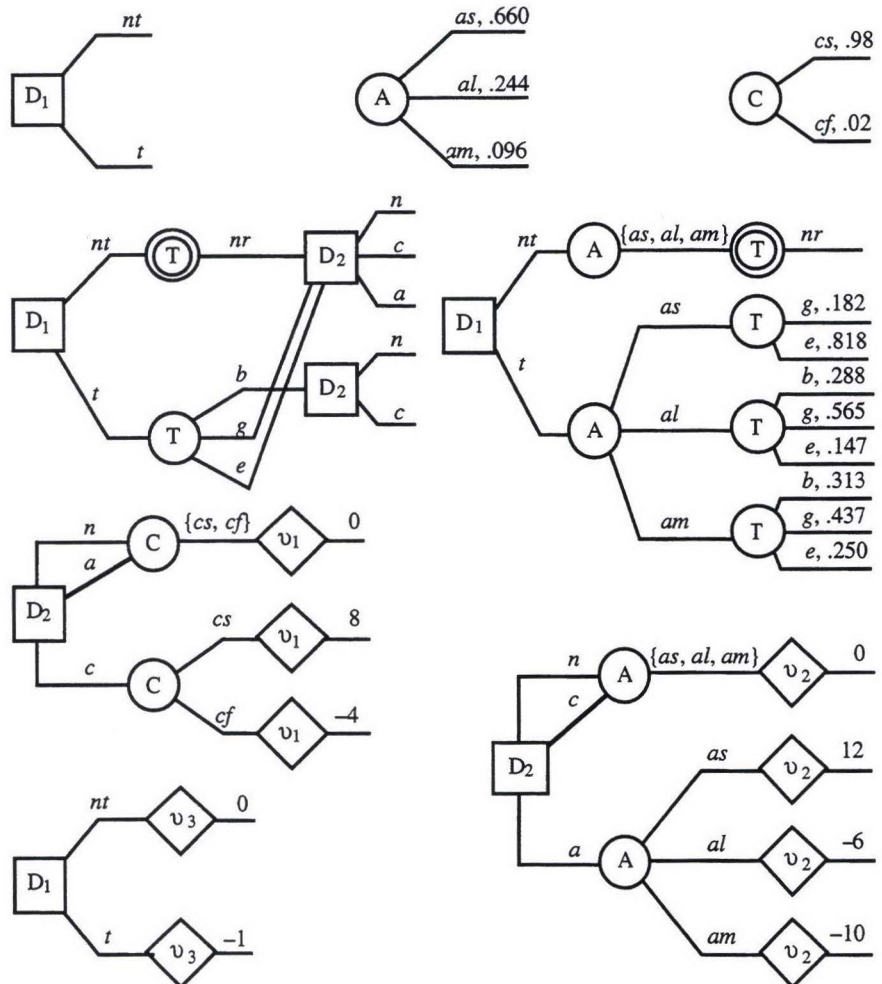 nt
D1
t
as, .660
A
al, .244
am, .096
cs, .98
C
cf, .02
nt
T
nr
D2
n
c
a
D1
t
T
b
g
e
D2
n
c
nt
A
{as, al, am}
T
nr
D1
t
A
as
T
g, .182
e, .818
al
T
b, .288
g, .565
e, .147
am
T
b, .313
g, .437
e, .250
n
a
C
{cs, cf}
υ1
0
D2
c
C
cs
υ1
8
cf
υ1
–4
n
c
A
{as, al, am}
υ2
0
D2
a
A
as
υ2
12
al
υ2
–6
am
υ2
–10
nt
υ3
0
D1
t
υ3
–1